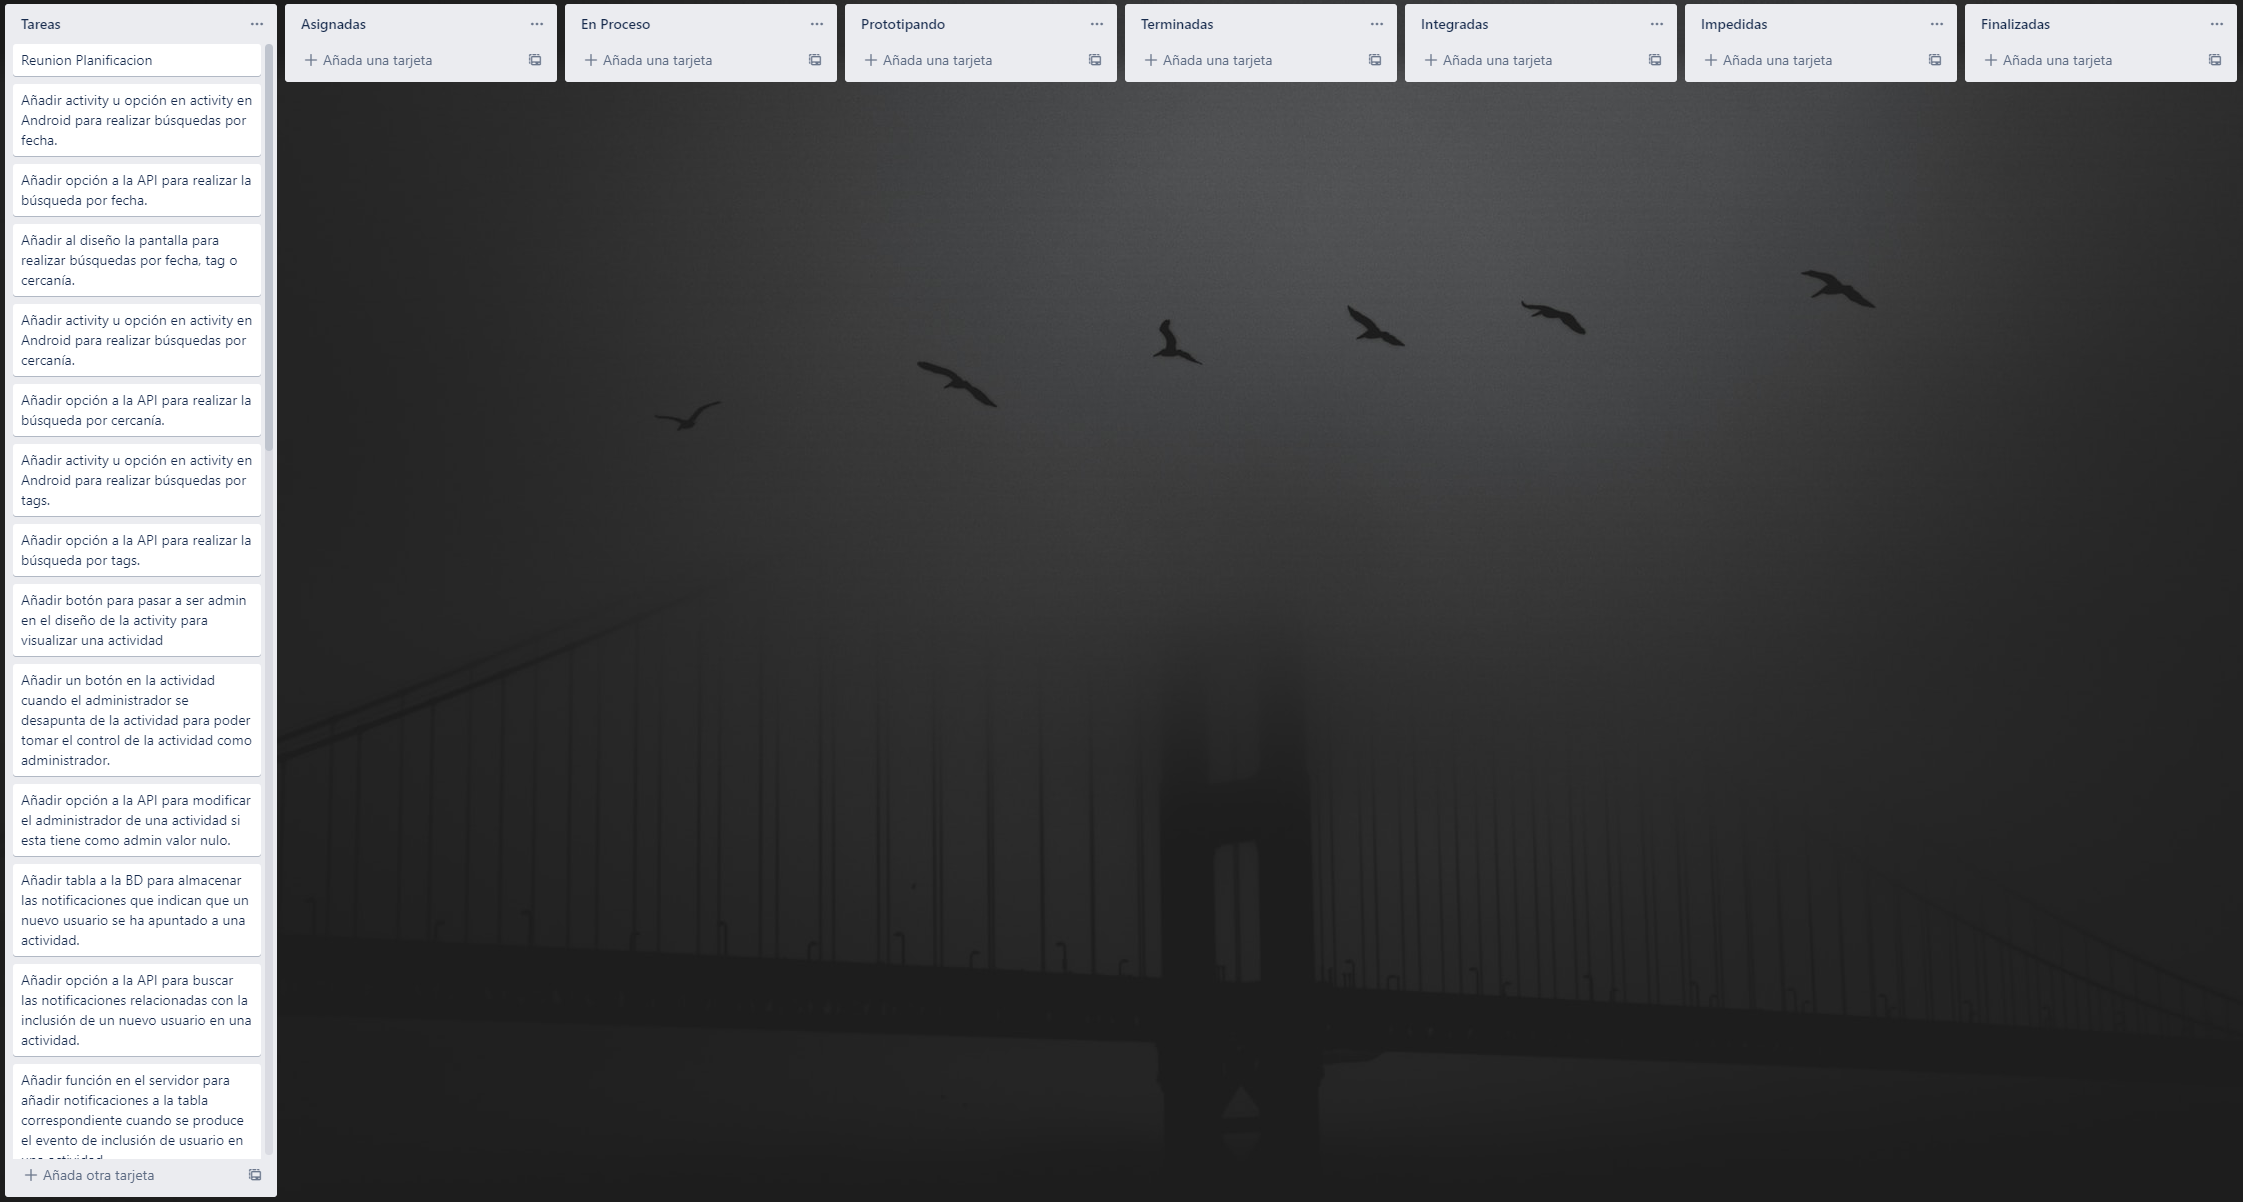 Tareas
Reunion Planificacion
Añadir activity u opción en activity en
Android para realizar búsquedas por
fecha.
Añadir opción a la API para realizar la
búsqueda por fecha.
Añadir al diseño la pantalla para
realizar búsquedas por fecha, tag o
cercanía.
Añadir activity u opción en activity en
Android para realizar búsquedas por
cercanía.
Añadir opción a la API para realizar la
búsqueda por cercanía.
Añadir activity u opción en activity en
Android para realizar búsquedas por
tags.
Añadir opción a la API para realizar la
búsqueda por tags.
Añadir botón para pasar a ser admin
en el diseño de la activity para
visualizar una actividad
Añadir un botón en la actividad
cuando el administrador se
desapunta de la actividad para poder
tomar el control de la actividad como
administrador.
Añadir opción a la API para modificar
el administrador de una actividad si
esta tiene como admin valor nulo.
Añadir tabla a la BD para almacenar
las notificaciones que indican que un
nuevo usuario se ha apuntado a una
actividad.
Añadir opción a la API para buscar
las notificaciones relacionadas con la
inclusión de un nuevo usuario en una
actividad.
Añadir función en el servidor para
añadir notificaciones a la tabla
correspondiente cuando se produce
el evento de inclusión de usuario en
una actividad
Añada otra tarjeta
Asignadas
Añada una tarjeta
En Proceso
Añada una tarjeta
Prototipando
Añada una tarjeta
Terminadas
Añada una tarjeta
Integradas
Añada una tarjeta
Impedidas
Añada una tarjeta
Finalizadas
Añada una tarjeta